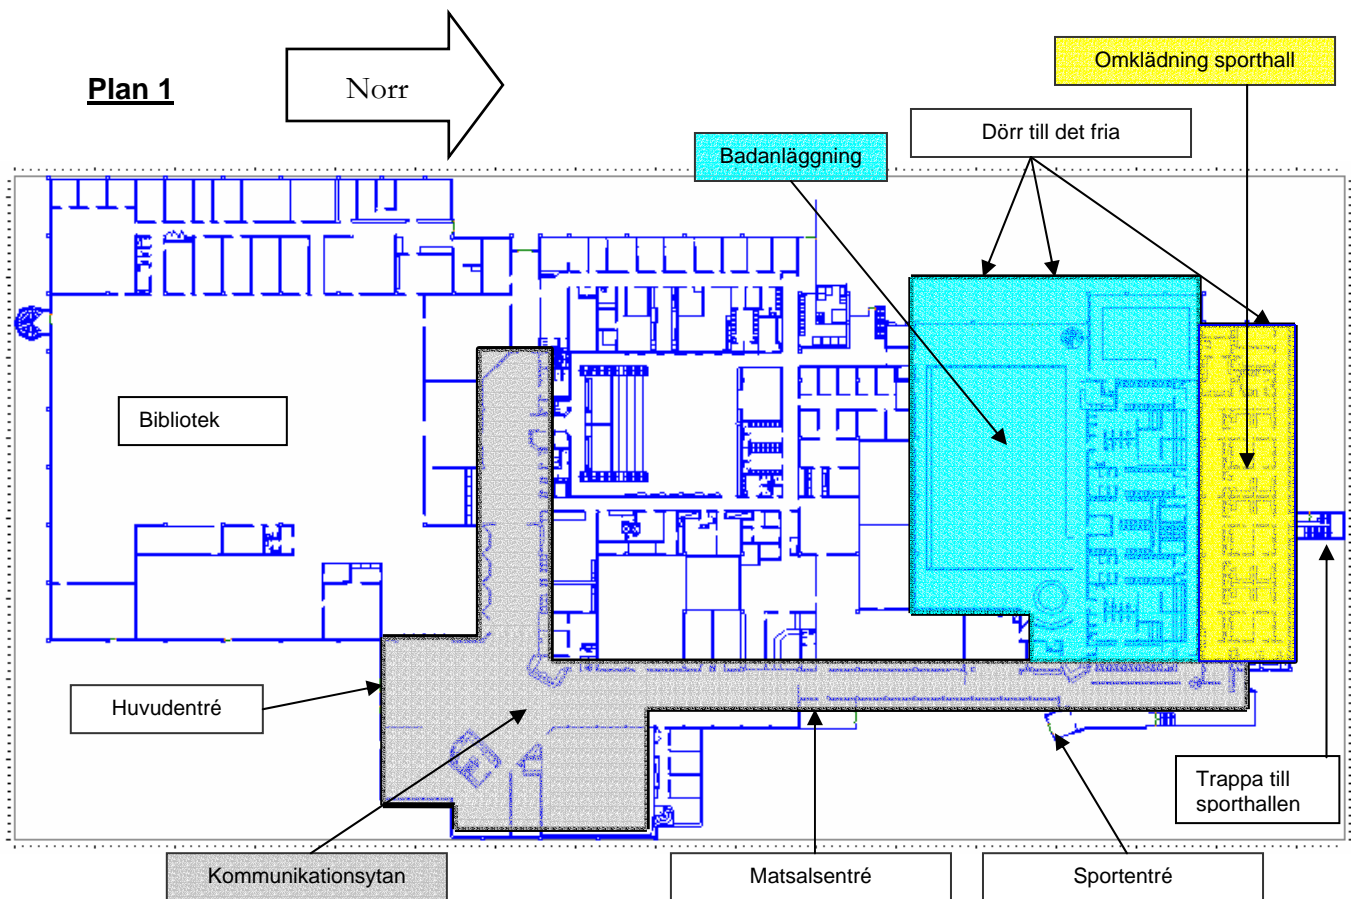 Plan 1
Norr
Omklädning sporthall
Dörr till det fria
Badanläggning
Bibliotek
Huvudentré
Trappa till
sporthallen
Kommunikationsytan
Matsalsentré
Sportentré